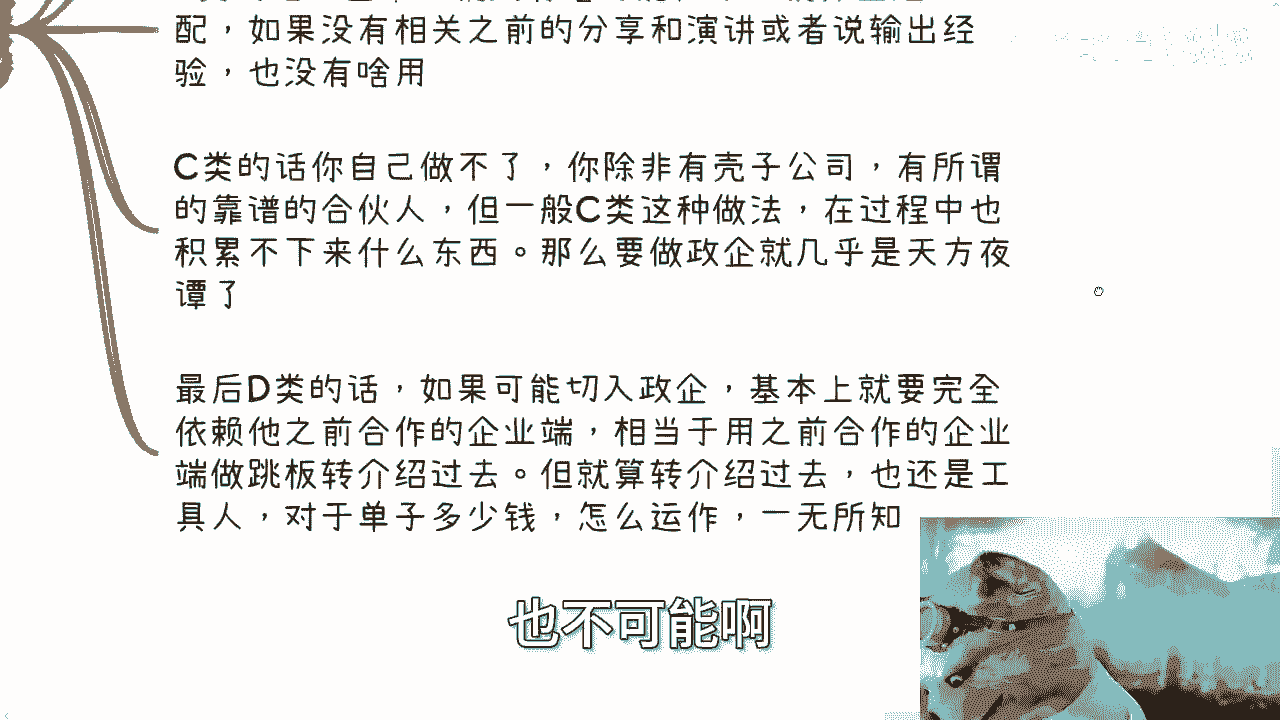 配，如果没有相关之前的分享和演讲或者说输出经
验，也没有啥用
C类的话你自己做不了，你除非有壳子公司，有所谓
的靠谱的合伙人，但一般C类这种做法，在过程中也
积累不下来什么东西。那么要做政企就几乎是天方夜
谭了
最后D类的话，如果可能切入政企，基本上就要完全
依赖他之前合作的企业端，相当于用之前合作的企业
端做跳板转介绍过去。但就算转介绍过去，也还是工
具人，对于单子多少钱，怎么运作，一无所知
也不可能啊